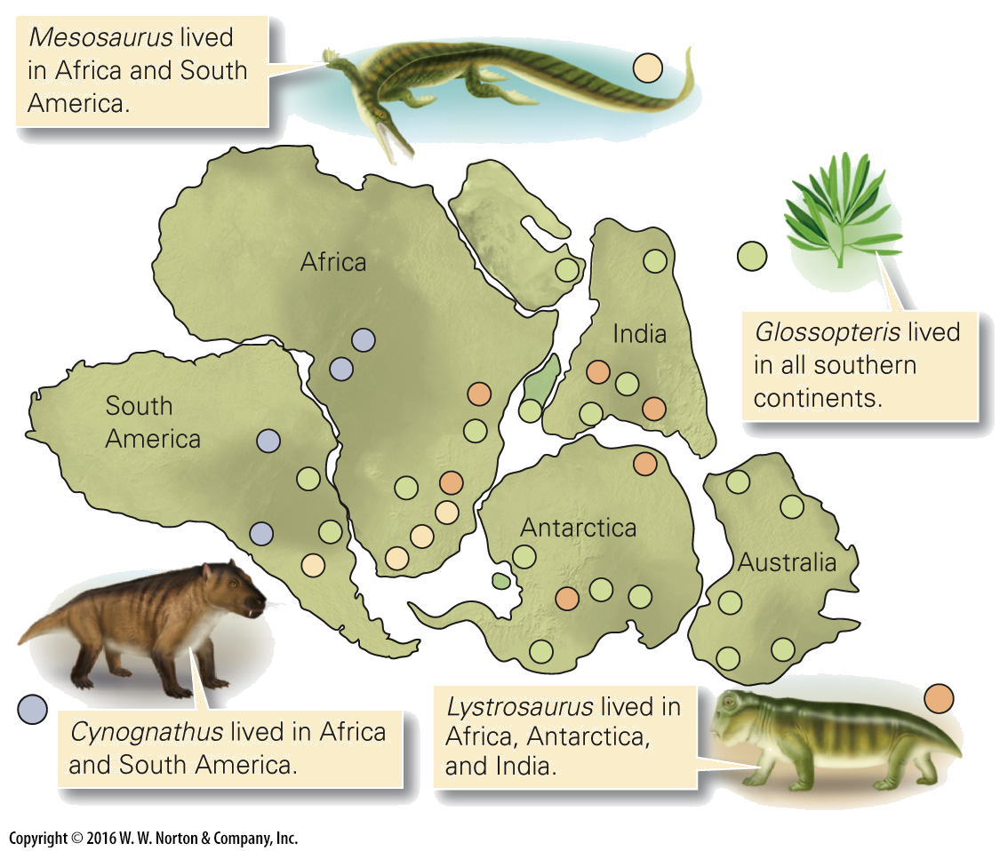 Mesosaurus lived
in Africa and South
America.
Africa
India
Glossopteris lived
in all southern
continents.
South
America
Antarctica
Australia
Cynognathus lived in Africa
and South America.
Lystrosaurus lived in
Africa, Antarctica,
and India.
Copyright © 2016 W. W. Norton & Company, Inc.